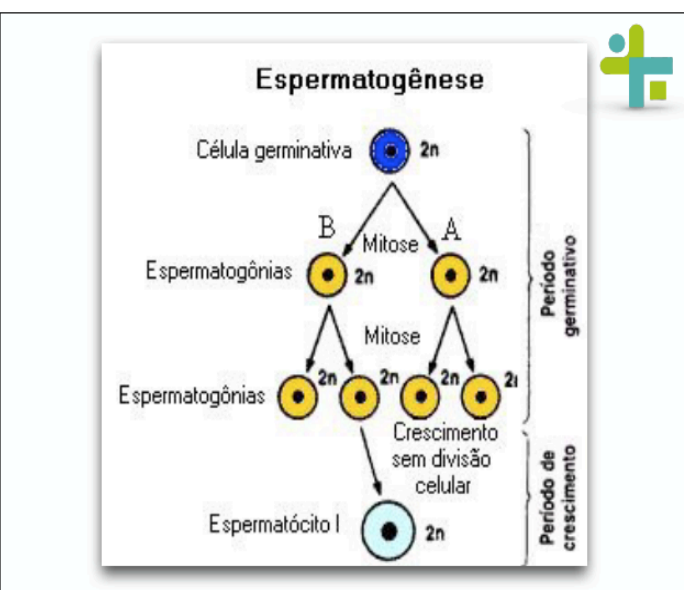 Espermatogênese
Célula germinativa
2n
B
A
Mitose
Espermatogônias
2n
2n
Período
germinativo
Mitose
2n
2n
2n
2
Espermatogônias
Crescimento
sem divisão
celular
Período de
crescimento
Espermatócito I
2n